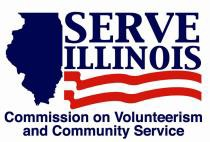 SERVE
ILLINOIS
Commission on Volunteerism
and Community Service